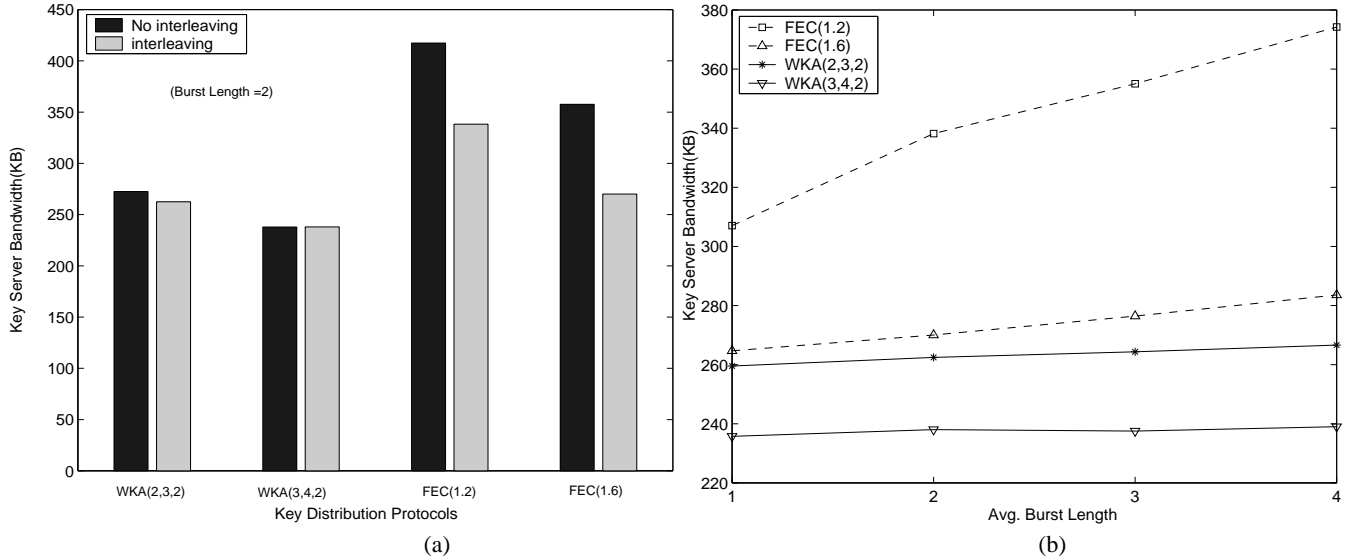 450
400
350
300
250
200
150
100
50
0
Key Server Bandwidth(KB)
No interleaving
interleaving
(Burst Length =2)
WKA(2,3,2)
WKA(3,4,2)
FEC(1.2)
FEC(1.6)
Key Distribution Protocols
(a)
380
360
340
320
300
280
260
240
220
Key Server Bandwidth(KB)
FEC(1.2)
FEC(1.6)
WKA(2,3,2)
WKA(3,4,2)
1
2
3
4
Avg. Burst Length
(b)